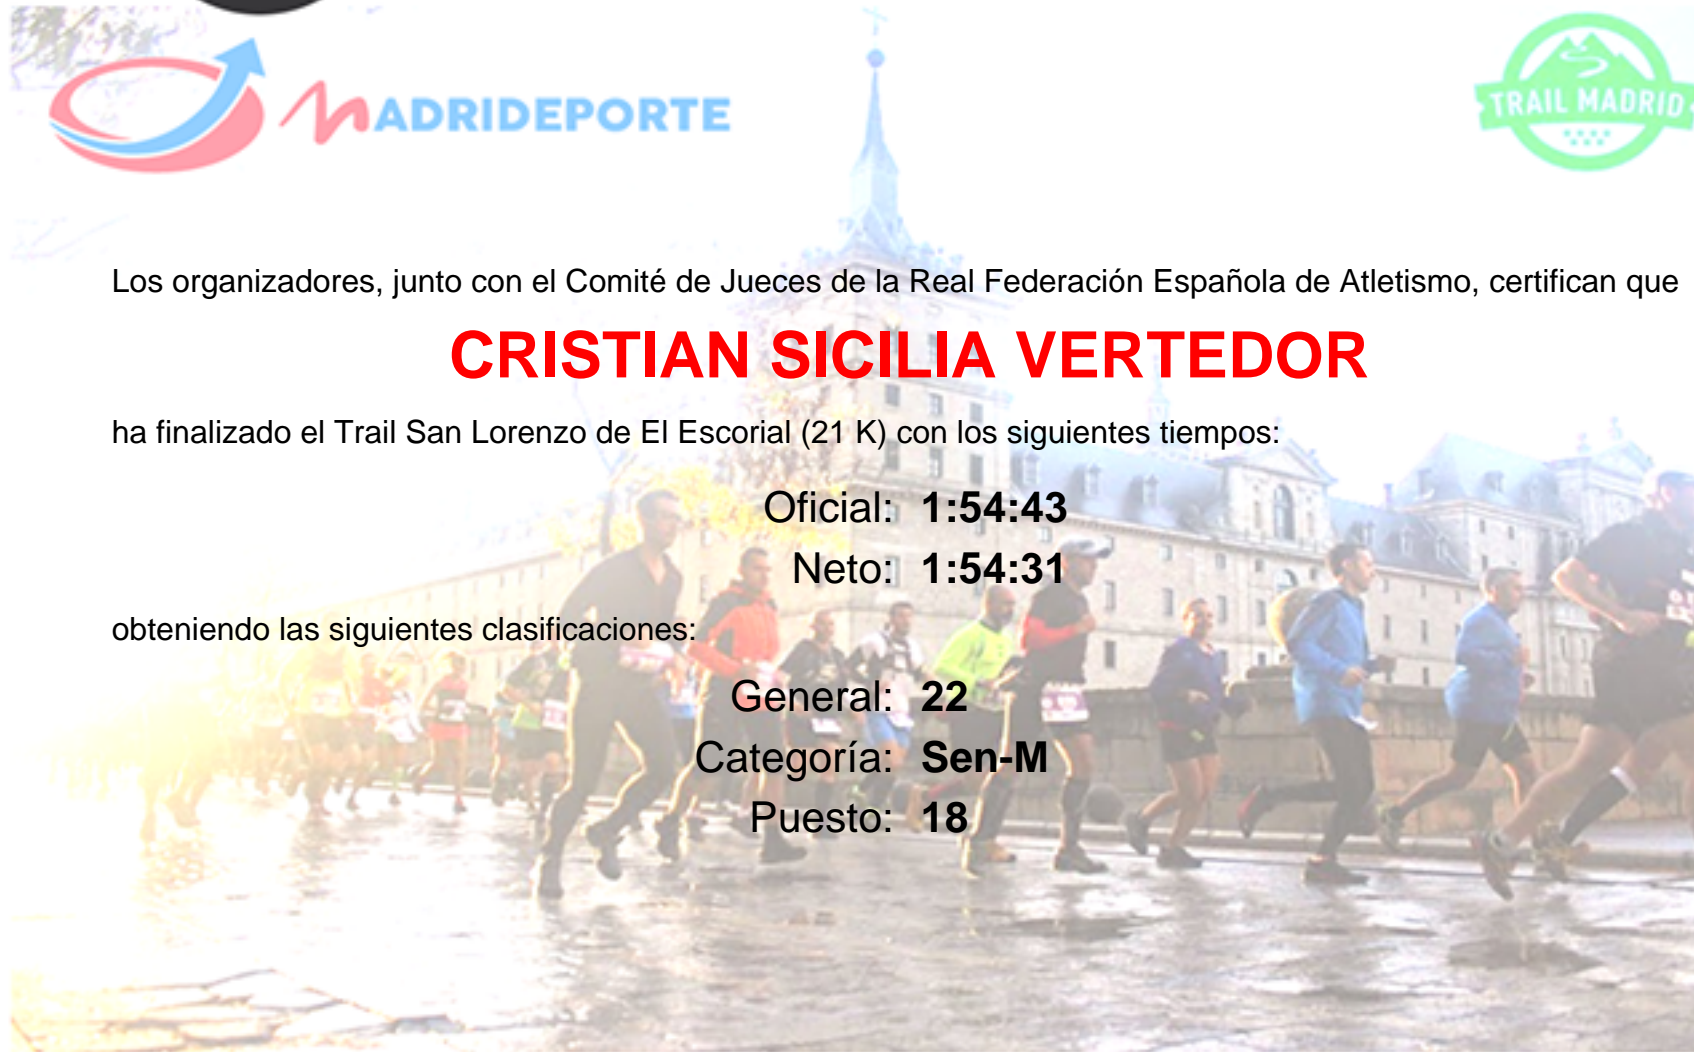 MADRIDEPORTE
TRAIL MADRID
Los organizadores, junto con el Comité de Jueces de la Real Federación Española de Atletismo, certifican que
CRISTIAN SICILIA VERTEDOR
ha finalizado el Trail San Lorenzo de El Escorial (21 K) con los siguientes tiempos:
Oficial: 1:54:43
Neto: 1:54:31
obteniendo las siguientes clasificaciones:
General: 22
Categoría: Sen-M
Puesto: 18